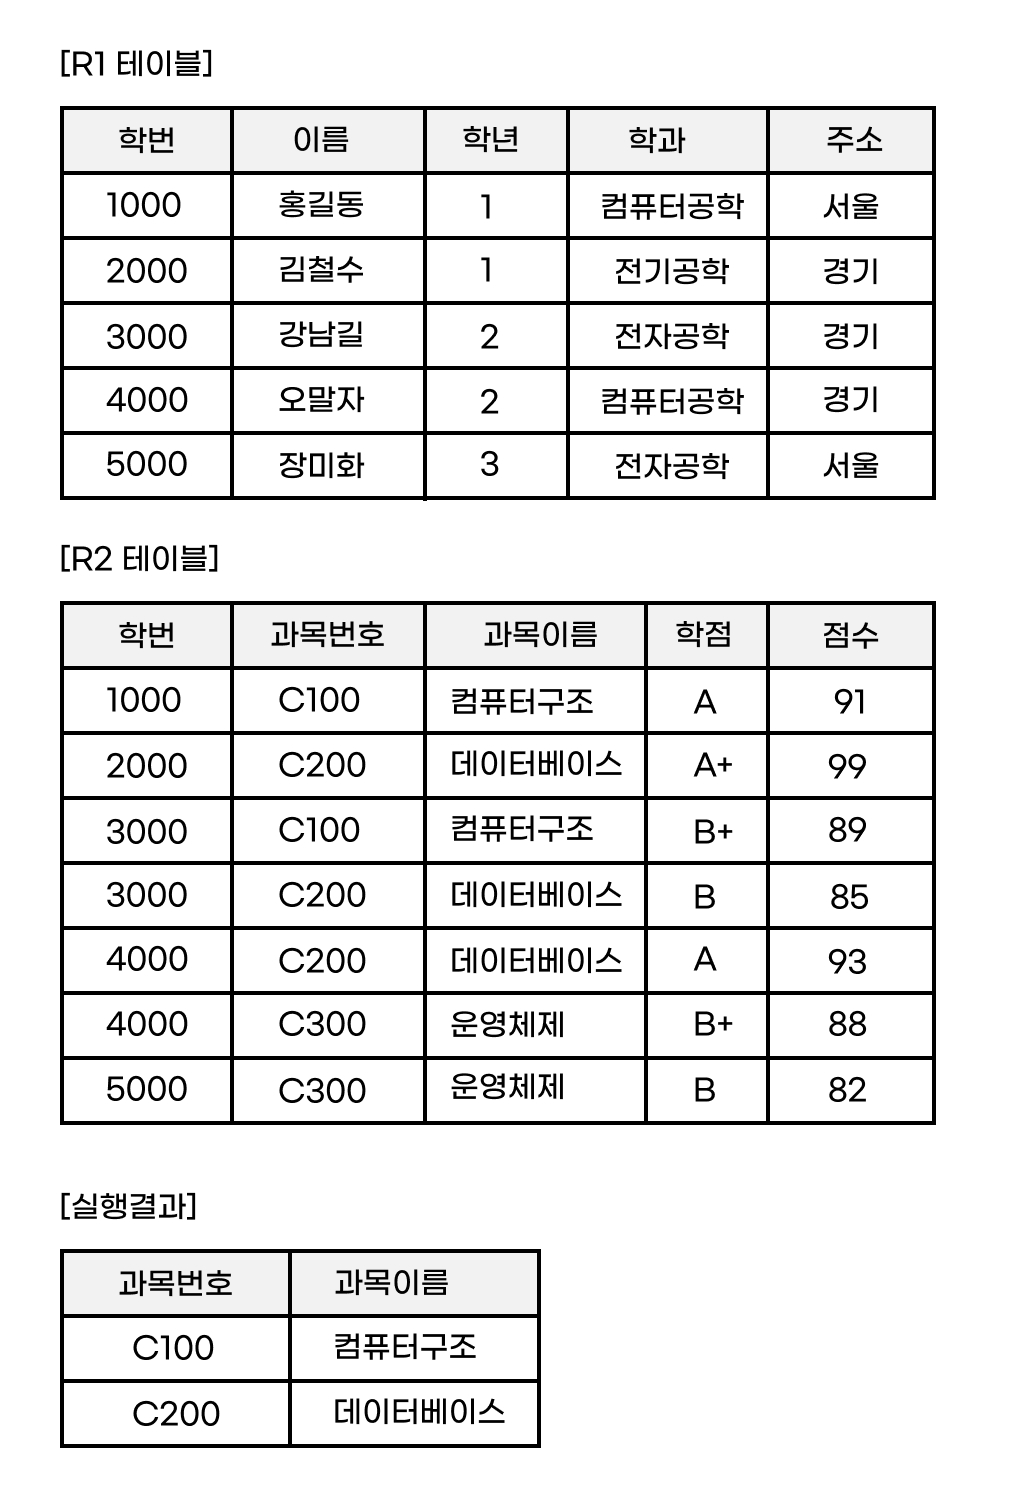 [R1 테이블]
학번 이름 학년 학과 주소
1000 홍길동 1 컴퓨터공학 서울
2000 김철수 1 전기공학 경기
3000 강남길 2 전자공학 경기
4000 오말자 2 컴퓨터공학 경기
5000 장미화 3 전자공학 서울
[R2 테이블]
학번 과목번호 과목이름 학점 점수
1000 C100 컴퓨터구조 A 91
2000 C200 데이터베이스 A+ 99
3000 C100 컴퓨터구조 B+ 89
3000 C200 데이터베이스 B 85
4000 C200 데이터베이스 A 93
4000 C300 운영체제 B+ 88
5000 C300 운영체제 B 82
[실행결과]
과목번호 과목이름
C100 컴퓨터구조
C200 데이터베이스